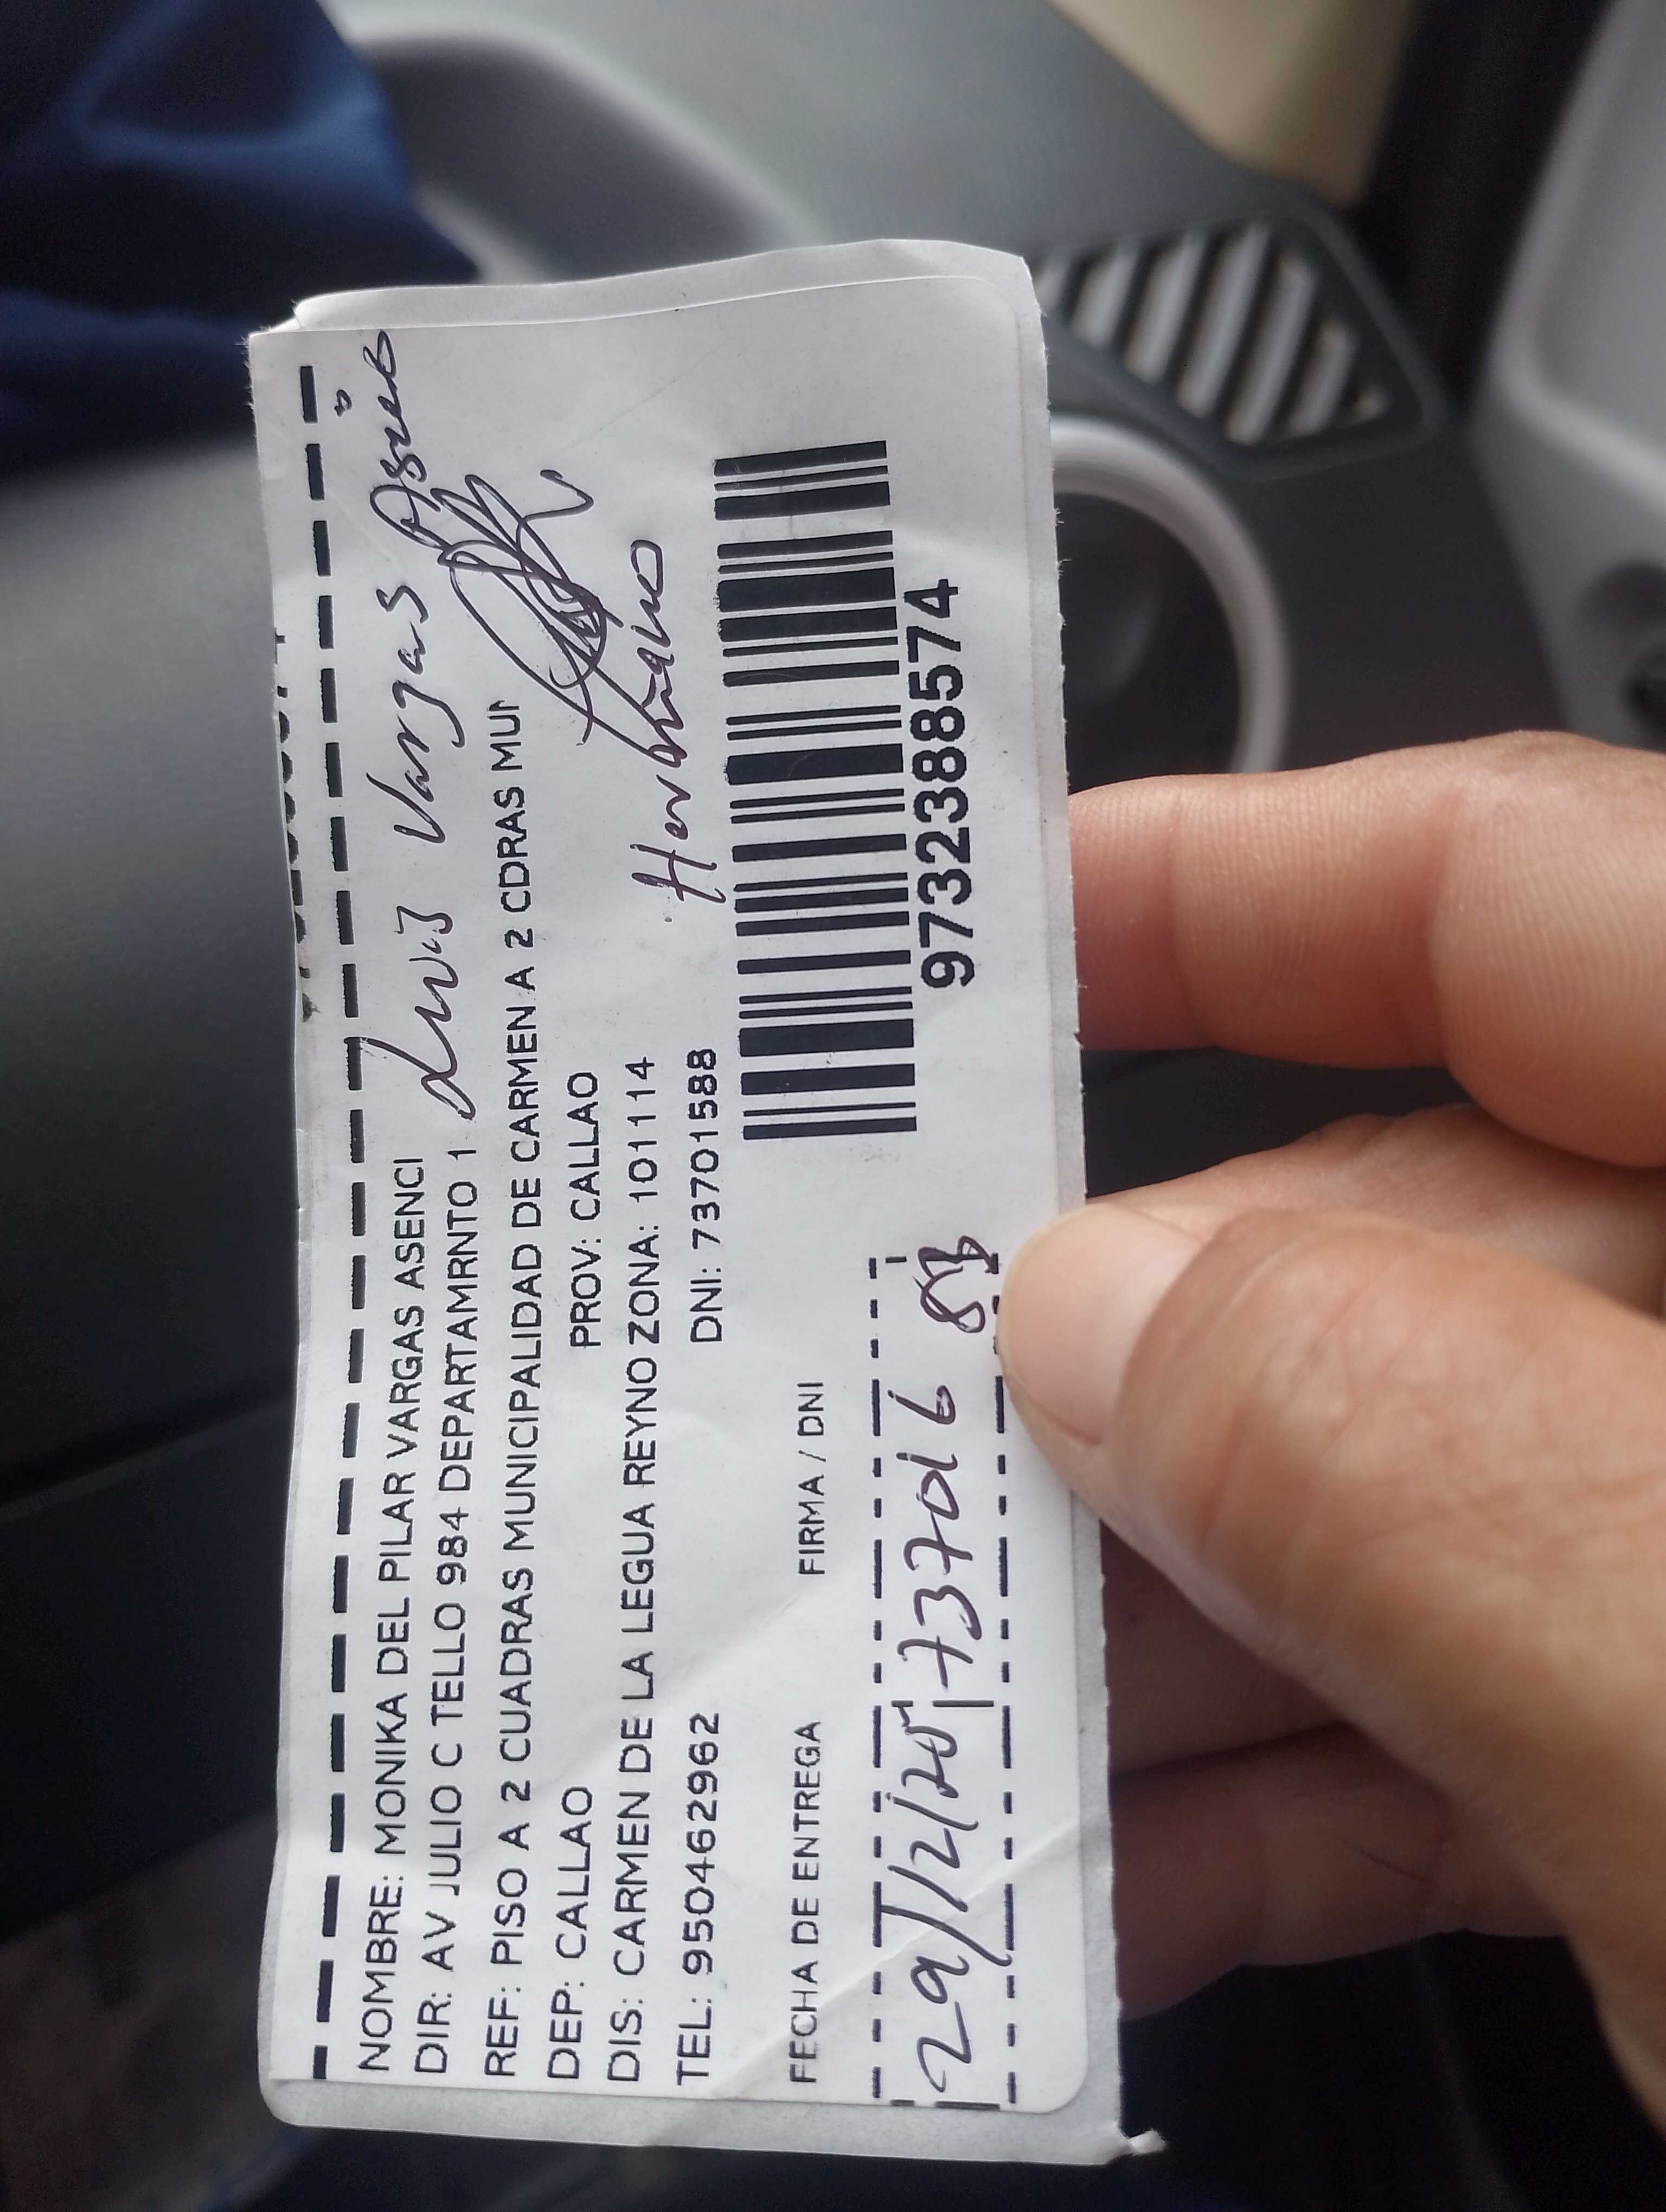 NOMBRE: MONIKA DEL PILAR VARGAS ASENCI
Luis Vargas
DIR: AV JULIO C TELLO 984 DEPARTAMRNTO 1
REF: PISO A 2 CUADRAS MUNICIPALIDAD DE CARMEN A 2 CDRAS MUN
DEP: CALLAO PROV: CALLAO
Hermano
DIS: CARMEN DE LA LEGUA REYNO ZONA: 101114
TEL: 950462962 DNI: 73701588
9732388574
FECHA DE ENTREGA FIRMA / DNI